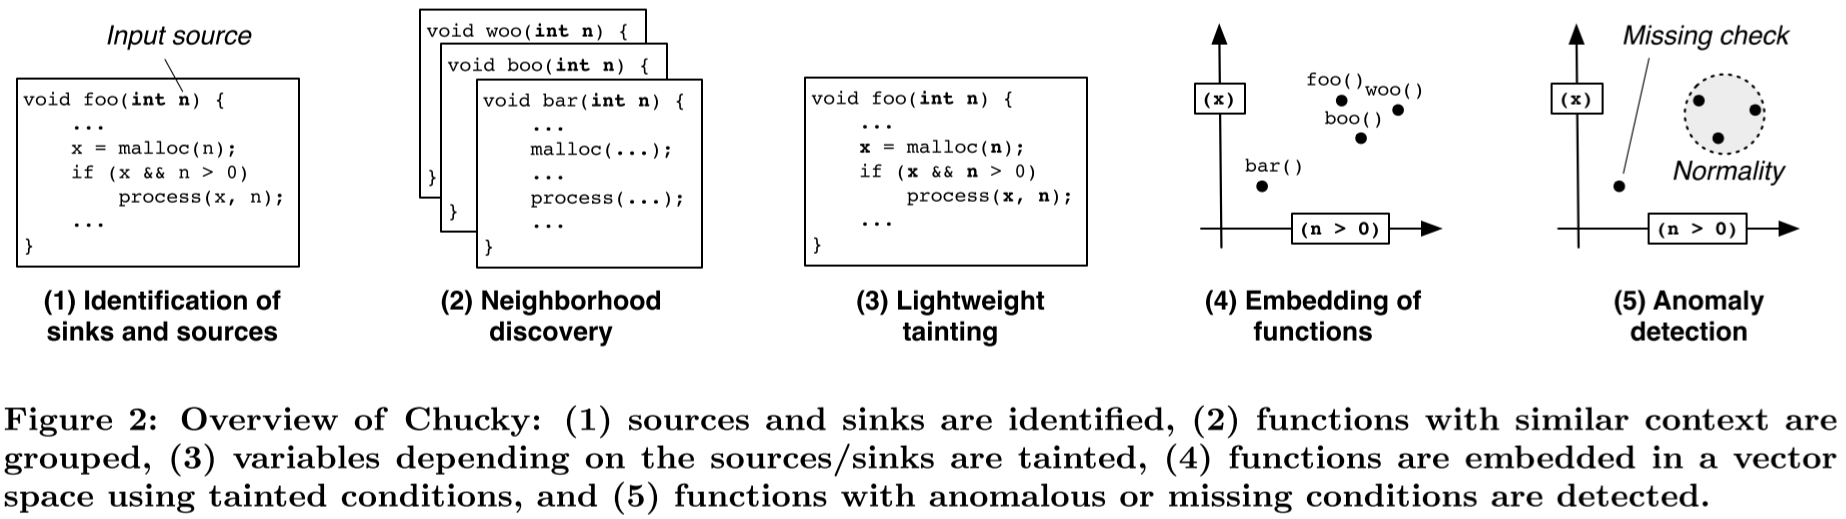 Input source
void foo(int n) {
...
x = malloc(n);
if (x && n > 0)
process(x, n);
...
}
(1) Identification of
sinks and sources
void woo(int n) {
}
void boo(int n) {
}
void bar(int n) {
...
malloc(...);
...
process(...);
...
}
(2) Neighborhood
discovery
void foo(int n) {
...
x = malloc(n);
if (x && n > 0)
process(x, n);
...
}
(3) Lightweight
tainting
(x)
foo()
woo()
boo()
bar()
(n > 0)
(4) Embedding of
functions
Missing check
(x)
Normality
(n > 0)
(5) Anomaly
detection
Figure 2: Overview of Chucky: (1) sources and sinks are identified, (2) functions with similar context are
grouped, (3) variables depending on the sources/sinks are tainted, (4) functions are embedded in a vector
space using tainted conditions, and (5) functions with anomalous or missing conditions are detected.